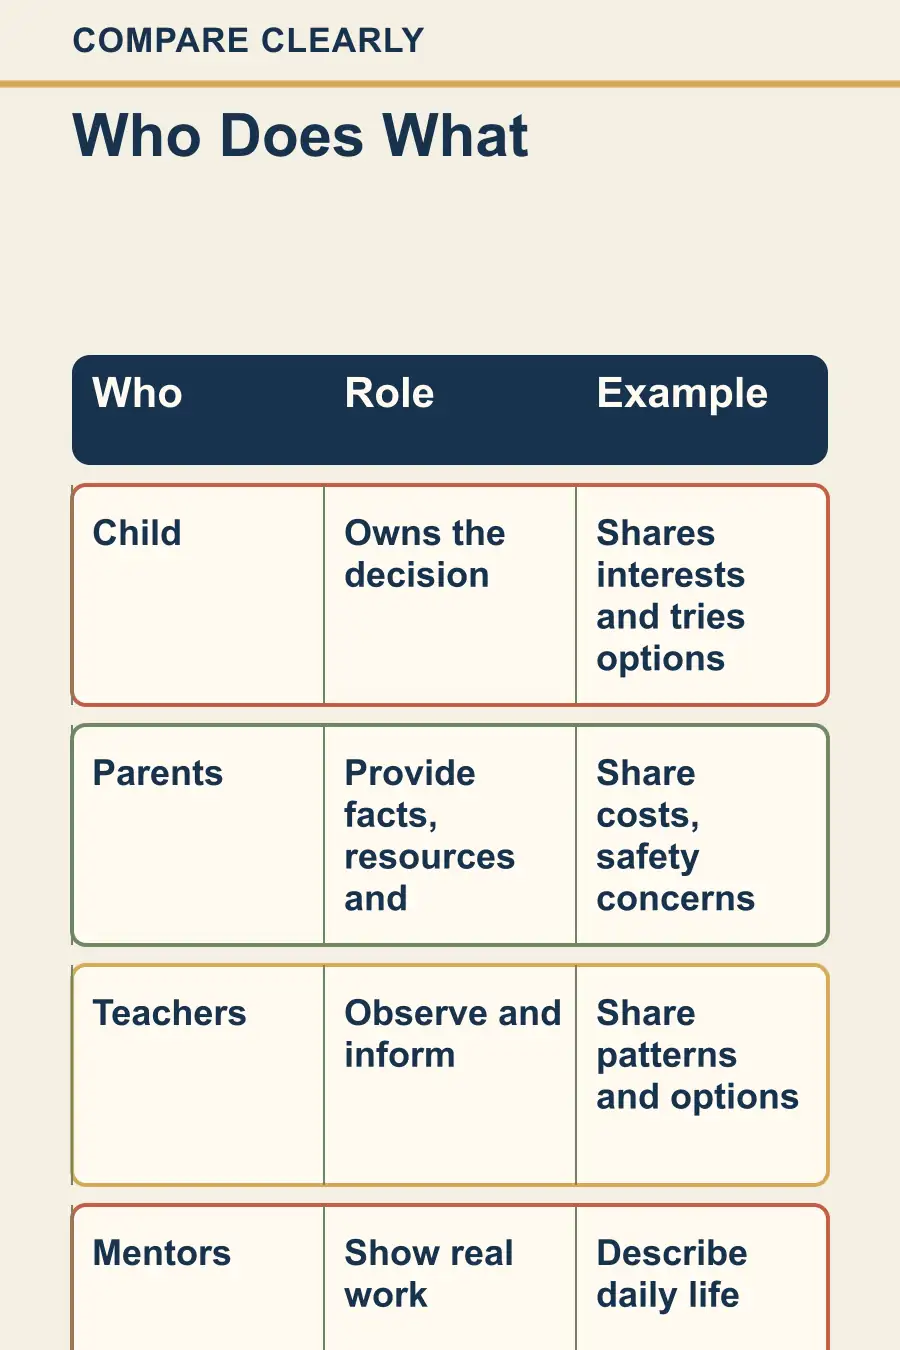 COMPARE CLEARLY
Who Does What
Who Role Example
Child
Owns the
decision
Shares
interests
and tries
options
Parents
Provide
facts,
resources
and
Share
costs,
safety
concerns
Teachers
Observe and
inform
Share
patterns
and options
Mentors
Show real
work
Describe
daily life